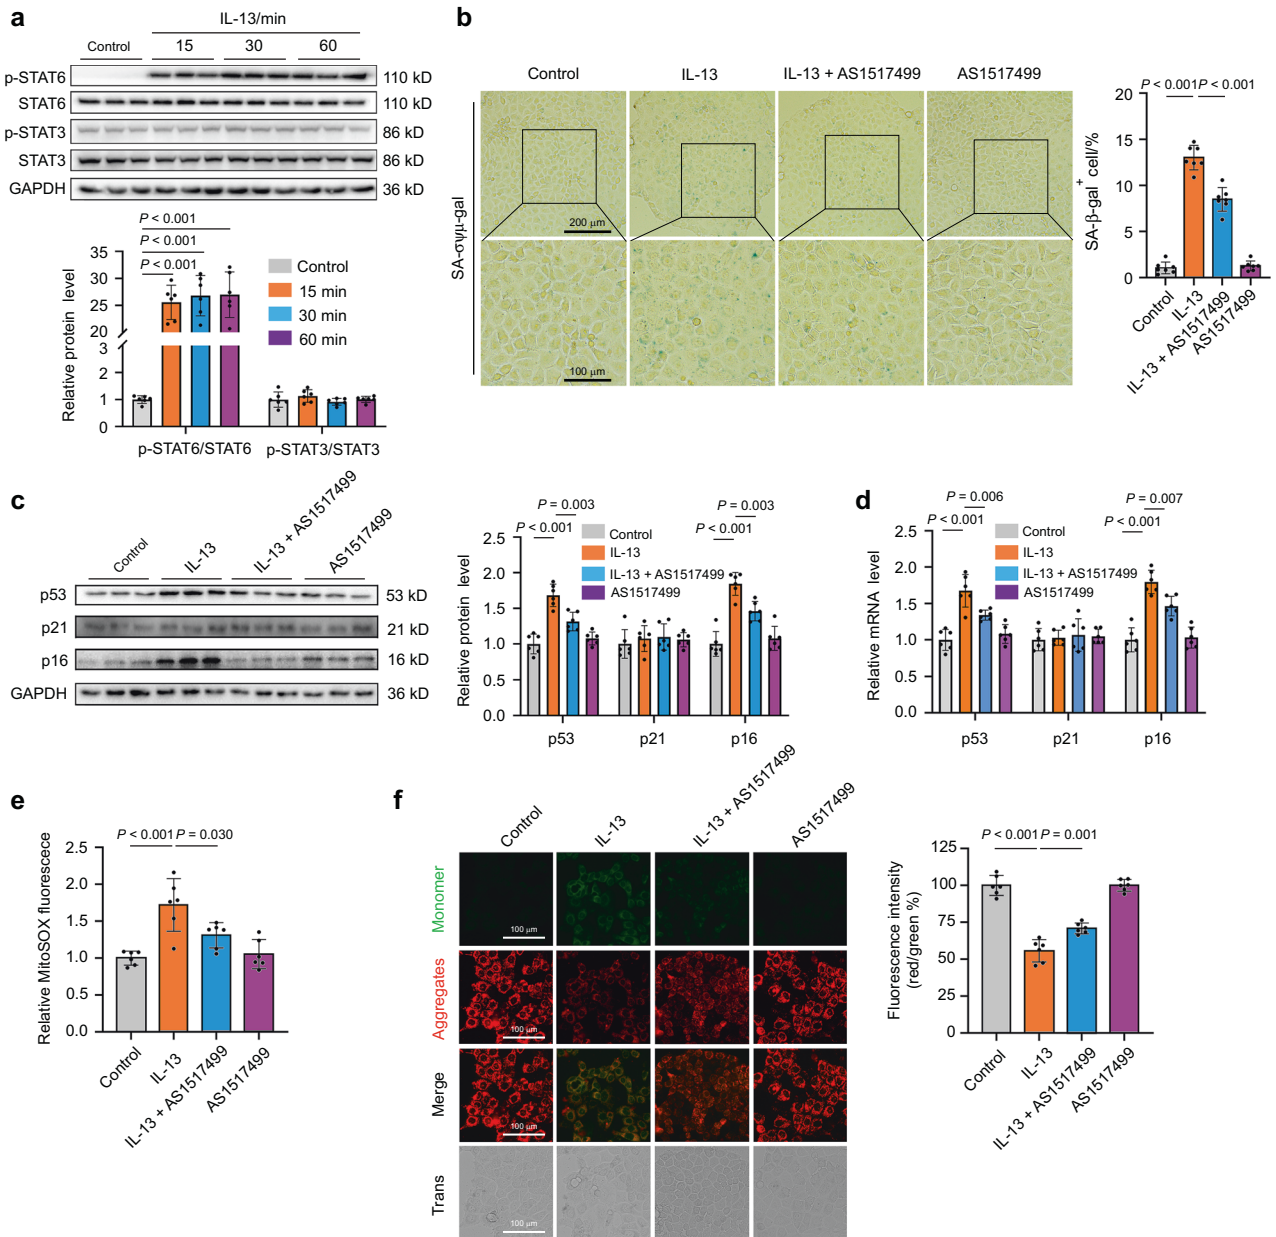 a
IL-13/min
Control 15 30 60
p-STAT6 110 kD
STAT6 110 kD
p-STAT3 86 kD
STAT3 86 kD
GAPDH 36 kD
P < 0.001
P < 0.001
P < 0.001
Relative protein level
35
30
25
20
3
2
1
0
Control
15 min
30 min
60 min
p-STAT6/STAT6 p-STAT3/STAT3
b
Control IL-13 IL-13 + AS1517499 AS1517499
SA-σψμ-gal
200 μm
100 μm
P < 0.001 P < 0.001
SA-β-gal+ cell/%
20
15
10
5
0
Control
IL-13
IL-13 + AS1517499
AS1517499
c
Control IL-13 IL-13 + AS1517499 AS1517499
p53 53 kD
p21 21 kD
p16 16 kD
GAPDH 36 kD
P = 0.003
P < 0.001
P = 0.003
P < 0.001
Control
IL-13
IL-13 + AS1517499
AS1517499
Relative protein level
2.5
2.0
1.5
1.0
0.5
0.0
p53 p21 p16
d
P = 0.006
P < 0.001
P = 0.007
P < 0.001
Control
IL-13
IL-13 + AS1517499
AS1517499
Relative mRNA level
2.5
2.0
1.5
1.0
0.5
0.0
p53 p21 p16
e
P < 0.001 P = 0.030
Relative MitoSOX fluorescece
2.5
2.0
1.5
1.0
0.5
0.0
Control
IL-13
IL-13 + AS1517499
AS1517499
f
Control IL-13 IL-13 + AS1517499 AS1517499
Monomer
100 μm
Aggregates
100 μm
Merge
100 μm
Trans
100 μm
P < 0.001 P = 0.001
Fluorescence intensity
(red/green %)
125
100
75
50
25
0
Control
IL-13
IL-13 + AS1517499
AS1517499